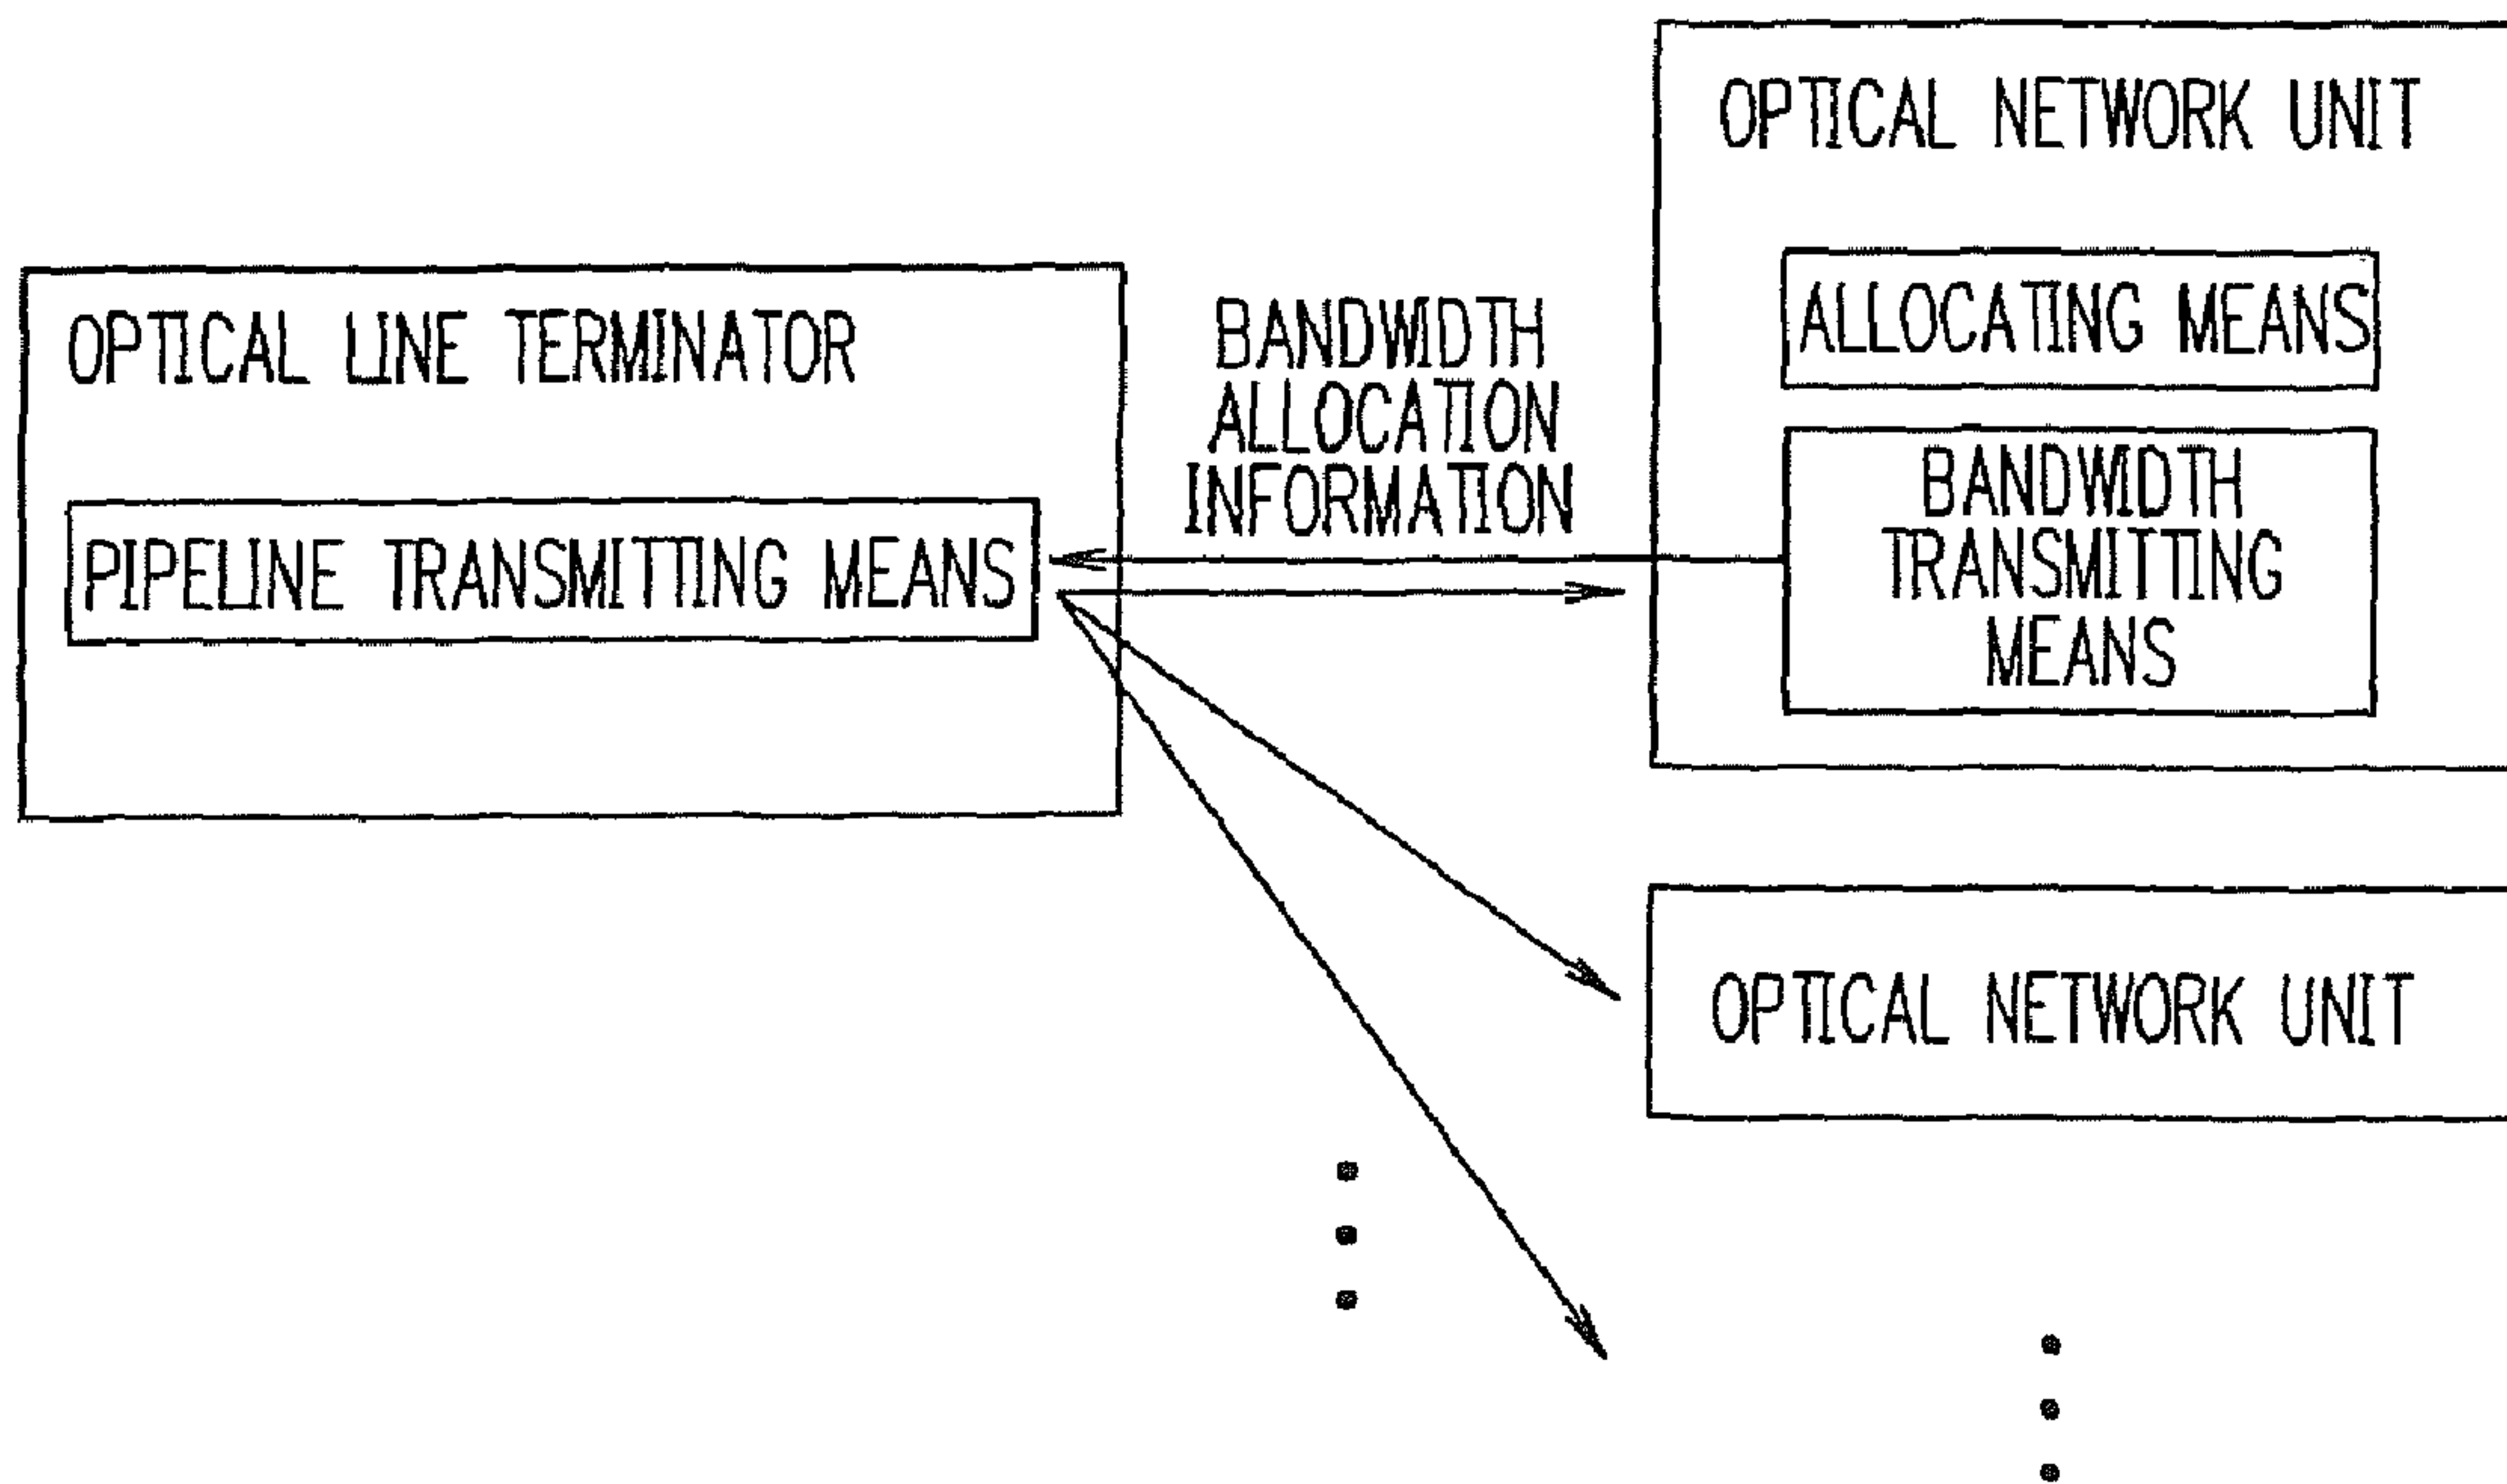 OPTICAL LINE TERMINATOR
PIPELINE TRANSMITTING MEANS
BANDWIDTH
ALLOCATION
INFORMATION
OPTICAL NETWORK UNIT
ALLOCATING MEANS
BANDWIDTH
TRANSMITTING
MEANS
OPTICAL NETWORK UNIT